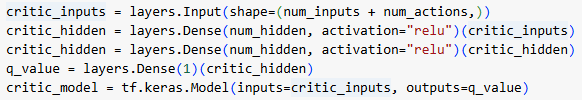 critic_inputs = layers.Input(shape=(num_inputs + num_actions,))
critic_hidden = layers.Dense(num_hidden, activation="relu")(critic_inputs)
critic_hidden = layers.Dense(num_hidden, activation="relu")(critic_hidden)
q_value = layers.Dense(1)(critic_hidden)
critic_model = tf.keras.Model(inputs=critic_inputs, outputs=q_value)